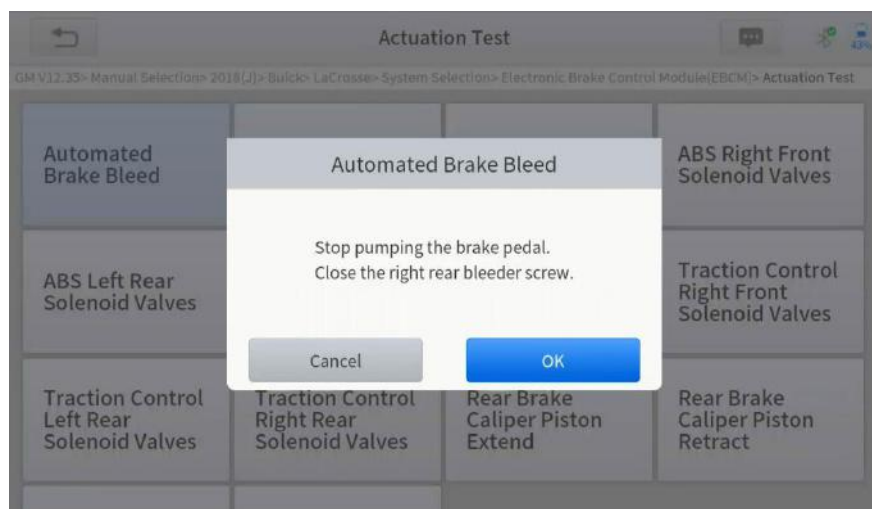 Actuation Test
43%
GM V12.35> Manual Selection> 2018(J)> Buick> LaCrosse> System Selection> Electronic Brake Control Module(EBCM)> Actuation Test
Automated
Brake Bleed
ABS Right Front
Solenoid Valves
Automated Brake Bleed
Stop pumping the brake pedal.
Close the right rear bleeder screw.
Cancel
OK
ABS Left Rear
Solenoid Valves
Traction Control
Right Front
Solenoid Valves
Traction Control
Left Rear
Solenoid Valves
Traction Control
Right Rear
Solenoid Valves
Rear Brake
Caliper Piston
Extend
Rear Brake
Caliper Piston
Retract